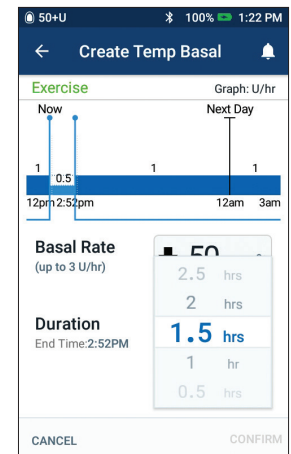 50+U 100% 1:22 PM
Create Temp Basal
Exercise Graph: U/hr
Now Next Day
1 0.5 1 1
12pm 2:52pm 12am 3am
Basal Rate
(up to 3 U/hr)
50
2.5 hrs
2 hrs
Duration 1.5 hrs
End Time:2:52PM
1 hr
0.5 hrs
CANCEL CONFIRM